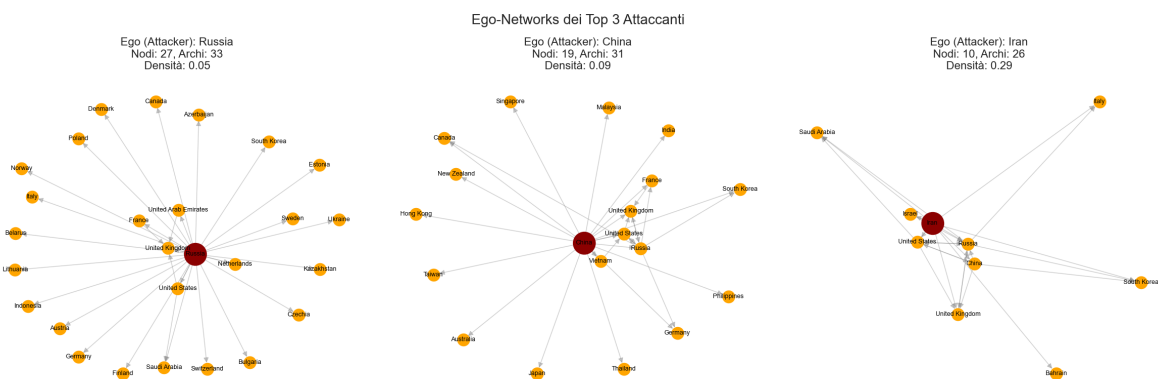 Ego-Networks dei Top 3 Attaccanti
Ego (Attacker): Russia
Nodi: 27, Archi: 33
Densità: 0.05
Canada
Denmark
Azerbaijan
Poland
South Korea
Estonia
Norway
Italy
United Arab Emirates
France
Sweden
Ukraine
Belarus
United Kingdom
Netherlands
Lithuania
Kazakhstan
United States
Indonesia
Czechia
Austria
Germany
Bulgaria
Saudi Arabia
Switzerland
Finland
Ego (Attacker): China
Nodi: 19, Archi: 31
Densità: 0.09
Singapore
Malaysia
India
Canada
New Zealand
France
South Korea
Hong Kong
United Kingdom
United States
China
Russia
Vietnam
Taiwan
Philippines
Germany
Australia
Thailand
Japan
Ego (Attacker): Iran
Nodi: 10, Archi: 26
Densità: 0.29
Italy
Saudi Arabia
Israel
United States
Russia
China
South Korea
United Kingdom
Bahrain